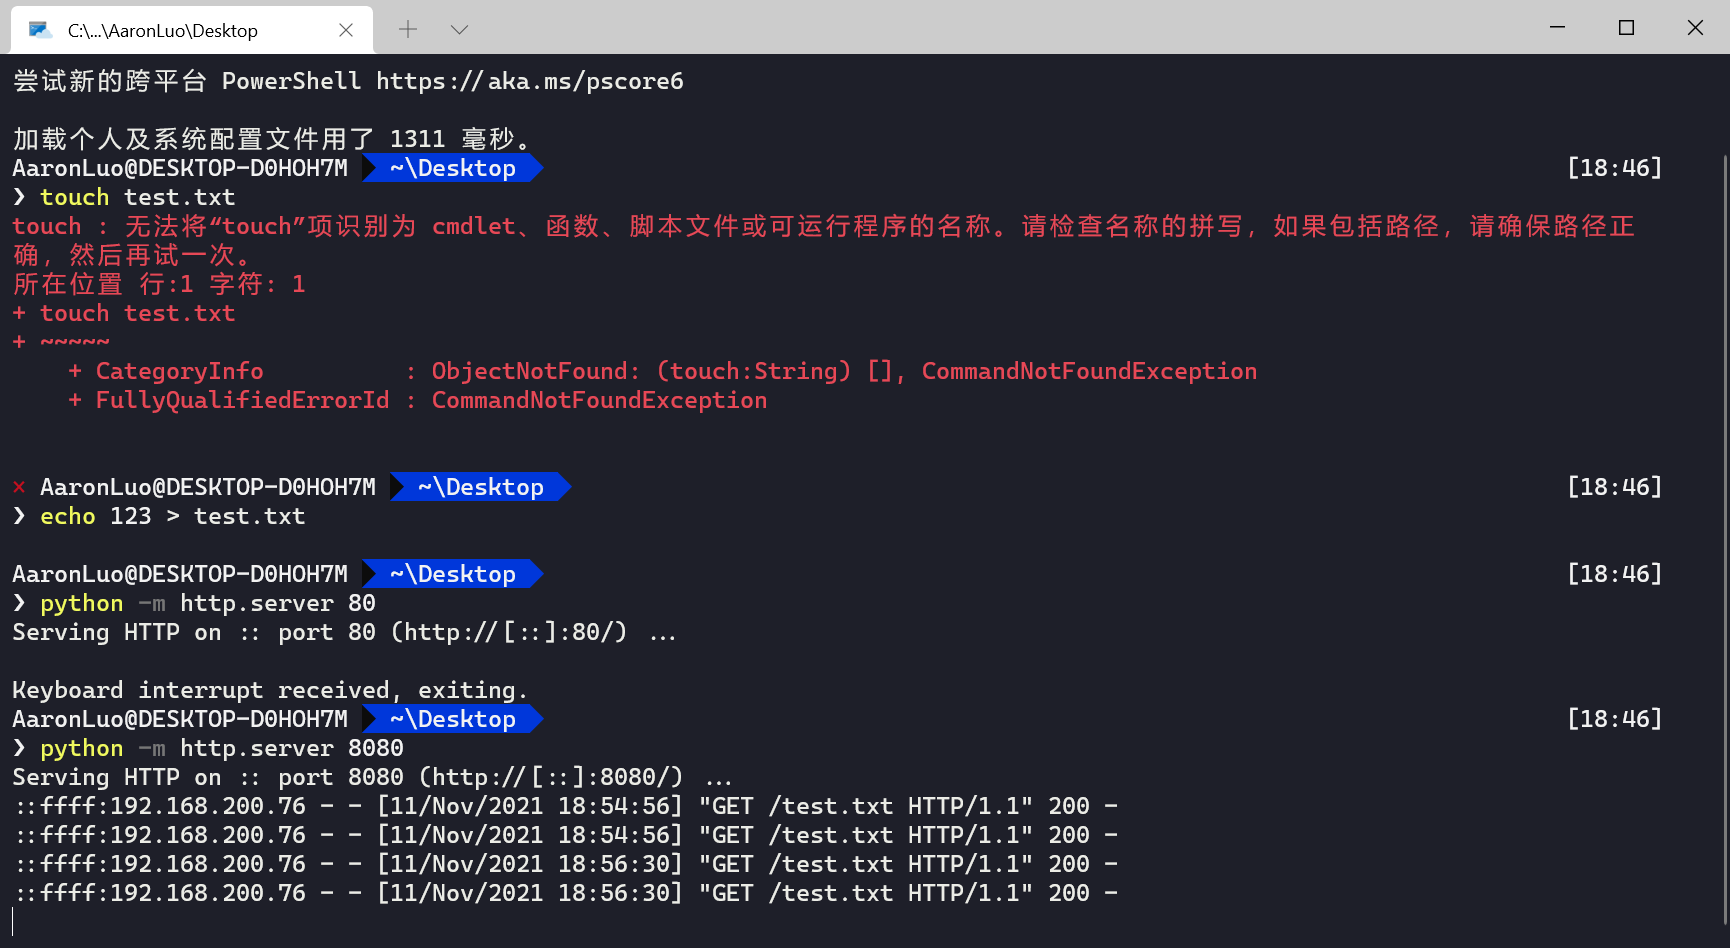 C:\...\AaronLuo\Desktop
尝试新的跨平台 PowerShell https://aka.ms/pscore6
加载个人及系统配置文件用了 1311 毫秒。
AaronLuo@DESKTOP-D0HOH7M ~\Desktop [18:46]
❯ touch test.txt
touch : 无法将“touch”项识别为 cmdlet、函数、脚本文件或可运行程序的名称。请检查名称的拼写，如果包括路径，请确保路径正
确，然后再试一次。
所在位置 行:1 字符: 1
+ touch test.txt
+ ~~~~~
    + CategoryInfo          : ObjectNotFound: (touch:String) [], CommandNotFoundException
    + FullyQualifiedErrorId : CommandNotFoundException
× AaronLuo@DESKTOP-D0HOH7M ~\Desktop [18:46]
❯ echo 123 > test.txt
AaronLuo@DESKTOP-D0HOH7M ~\Desktop [18:46]
❯ python -m http.server 80
Serving HTTP on :: port 80 (http://[::]:80/) ...
Keyboard interrupt received, exiting.
AaronLuo@DESKTOP-D0HOH7M ~\Desktop [18:46]
❯ python -m http.server 8080
Serving HTTP on :: port 8080 (http://[::]:8080/) ...
::ffff:192.168.200.76 - - [11/Nov/2021 18:54:56] "GET /test.txt HTTP/1.1" 200 -
::ffff:192.168.200.76 - - [11/Nov/2021 18:54:56] "GET /test.txt HTTP/1.1" 200 -
::ffff:192.168.200.76 - - [11/Nov/2021 18:56:30] "GET /test.txt HTTP/1.1" 200 -
::ffff:192.168.200.76 - - [11/Nov/2021 18:56:30] "GET /test.txt HTTP/1.1" 200 -